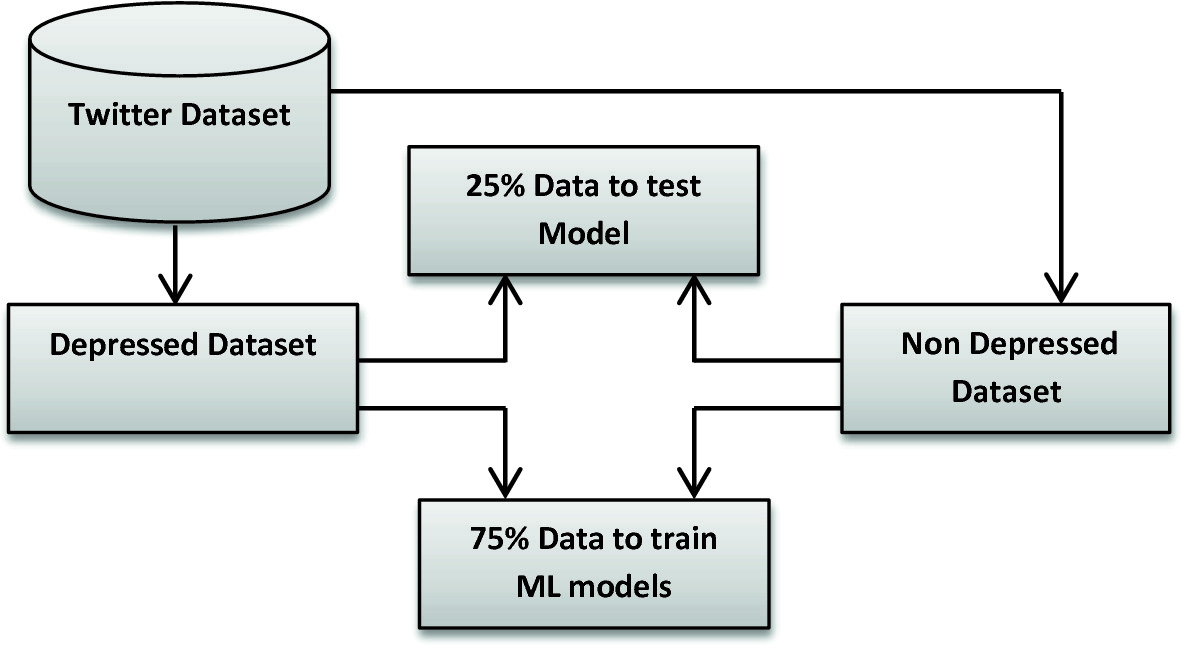 Twitter Dataset
25% Data to test
Model
Depressed Dataset
Non Depressed
Dataset
75% Data to train
ML models